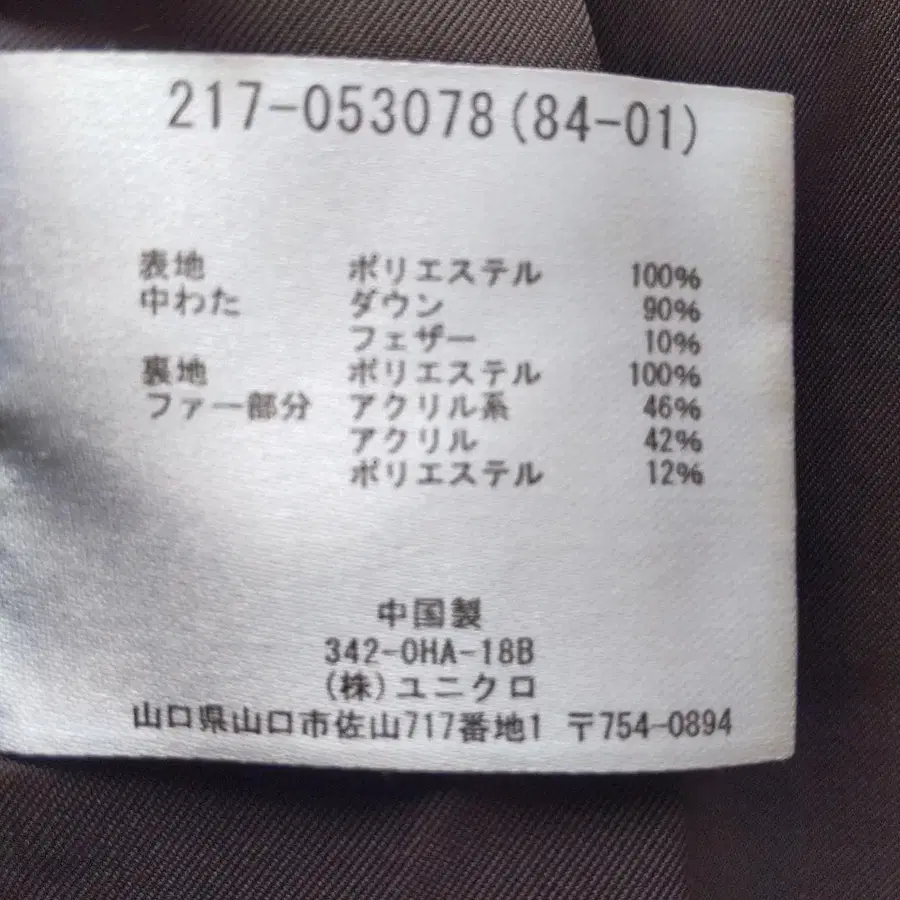 217-053078(84-01)
表地 ポリエステル 100%
中わた ダウン 90%
フェザー 10%
裏地 ポリエステル 100%
ファー部分 アクリル系 46%
アクリル 42%
ポリエステル 12%
中国製
342-0HA-18B
(株)ユニクロ
山口県山口市佐山717番地1 〒754-0894